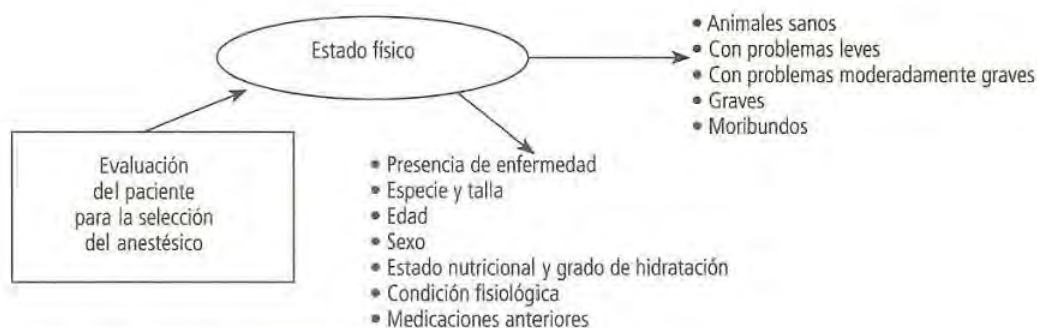 Estado físico
• Animales sanos
• Con problemas leves
• Con problemas moderadamente graves
• Graves
• Moribundos
Evaluación
del paciente
para la selección
del anestésico
• Presencia de enfermedad
• Especie y talla
• Edad
• Sexo
• Estado nutricional y grado de hidratación
• Condición fisiológica
• Medicaciones anteriores